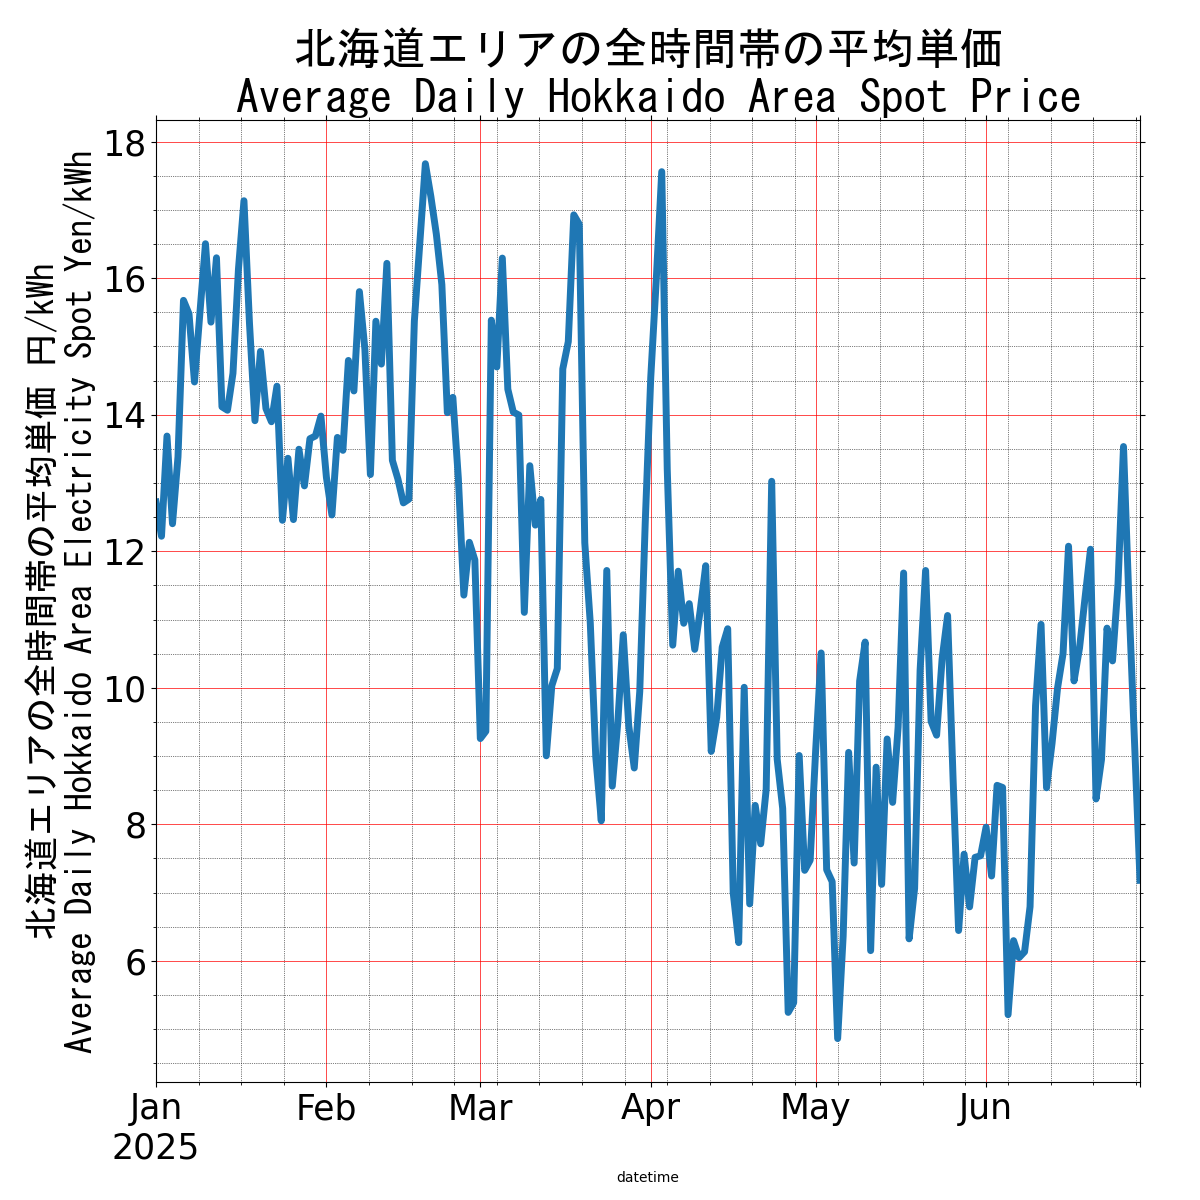 北海道エリアの全時間帯の平均単価
Average Daily Hokkaido Area Spot Price
北海道エリアの全時間帯の平均単価 円/kWh
Average Daily Hokkaido Area Electricity Spot Yen/kWh
18
16
14
12
10
8
6
Jan Feb Mar Apr May Jun
2025
datetime